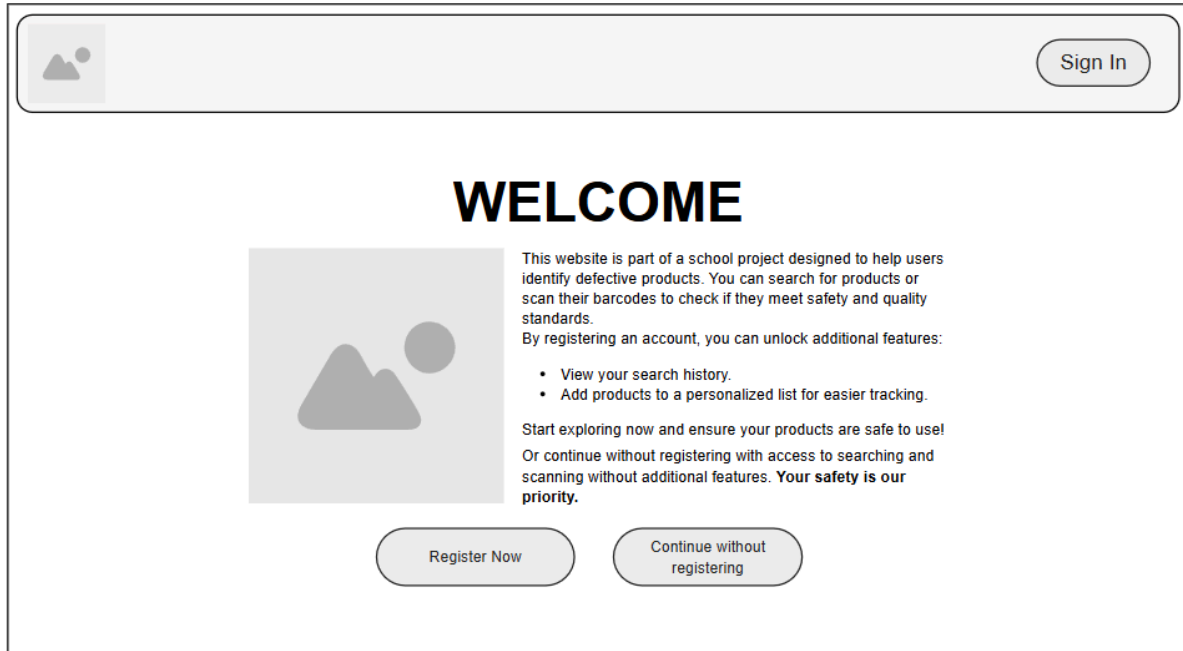 Sign In
WELCOME
This website is part of a school project designed to help users
identify defective products. You can search for products or
scan their barcodes to check if they meet safety and quality
standards.
By registering an account, you can unlock additional features:
• View your search history.
• Add products to a personalized list for easier tracking.
Start exploring now and ensure your products are safe to use!
Or continue without registering with access to searching and
scanning without additional features. Your safety is our
priority.
Register Now
Continue without
registering